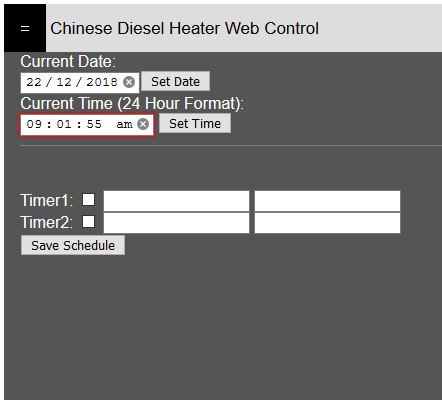 = Chinese Diesel Heater Web Control
Current Date:
22 / 12 / 2018 Set Date
Current Time (24 Hour Format):
09 : 01 : 55 am Set Time
Timer1:
Timer2:
Save Schedule